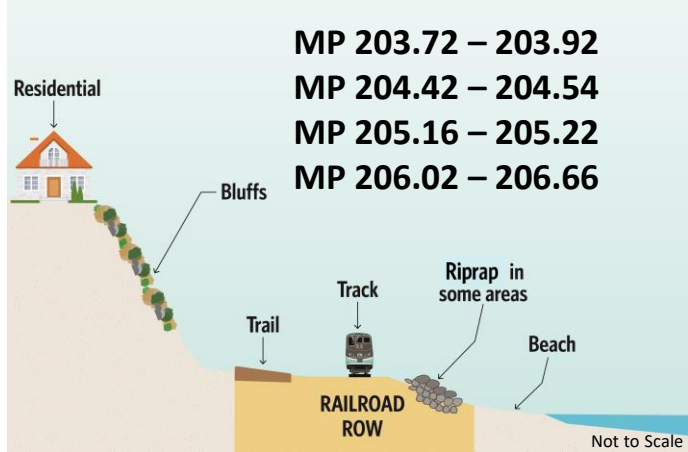 MP 203.72 – 203.92
MP 204.42 – 204.54
MP 205.16 – 205.22
MP 206.02 – 206.66
Residential
Bluffs
Trail
Track
Riprap in
some areas
Beach
RAILROAD
ROW
Not to Scale